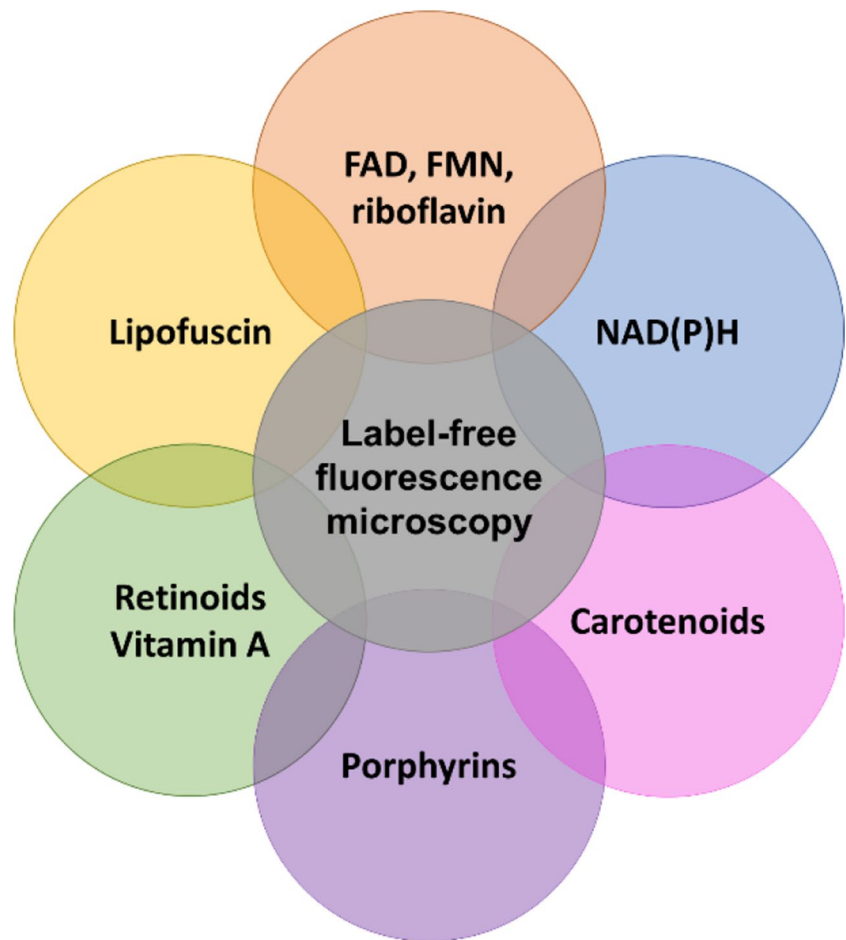 FAD, FMN,
riboflavin
Lipofuscin
NAD(P)H
Label-free
fluorescence
microscopy
Retinoids
Vitamin A
Carotenoids
Porphyrins